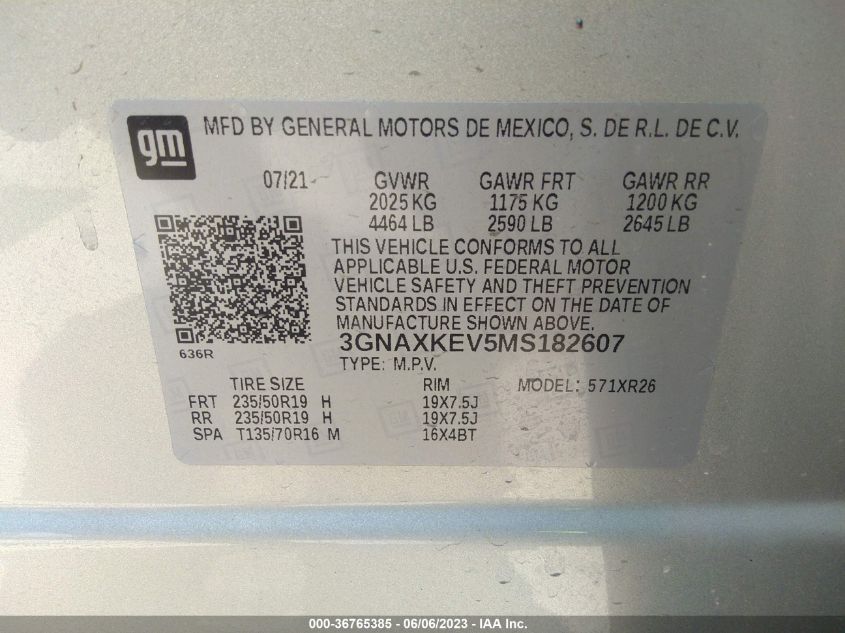 gm
MFD BY GENERAL MOTORS DE MEXICO, S. DE R.L. DE C.V.
07/21 GVWR GAWR FRT GAWR RR
2025 KG 1175 KG 1200 KG
4464 LB 2590 LB 2645 LB
THIS VEHICLE CONFORMS TO ALL
APPLICABLE U.S. FEDERAL MOTOR
VEHICLE SAFETY AND THEFT PREVENTION
STANDARDS IN EFFECT ON THE DATE OF
MANUFACTURE SHOWN ABOVE.
636R
3GNAXKEV5MS182607
TYPE: M.P.V.
TIRE SIZE RIM MODEL: 571XR26
FRT 235/50R19 H 19X7.5J
RR 235/50R19 H 19X7.5J
SPA T135/70R16 M 16X4BT
000-36765385 - 06/06/2023 - IAA Inc.